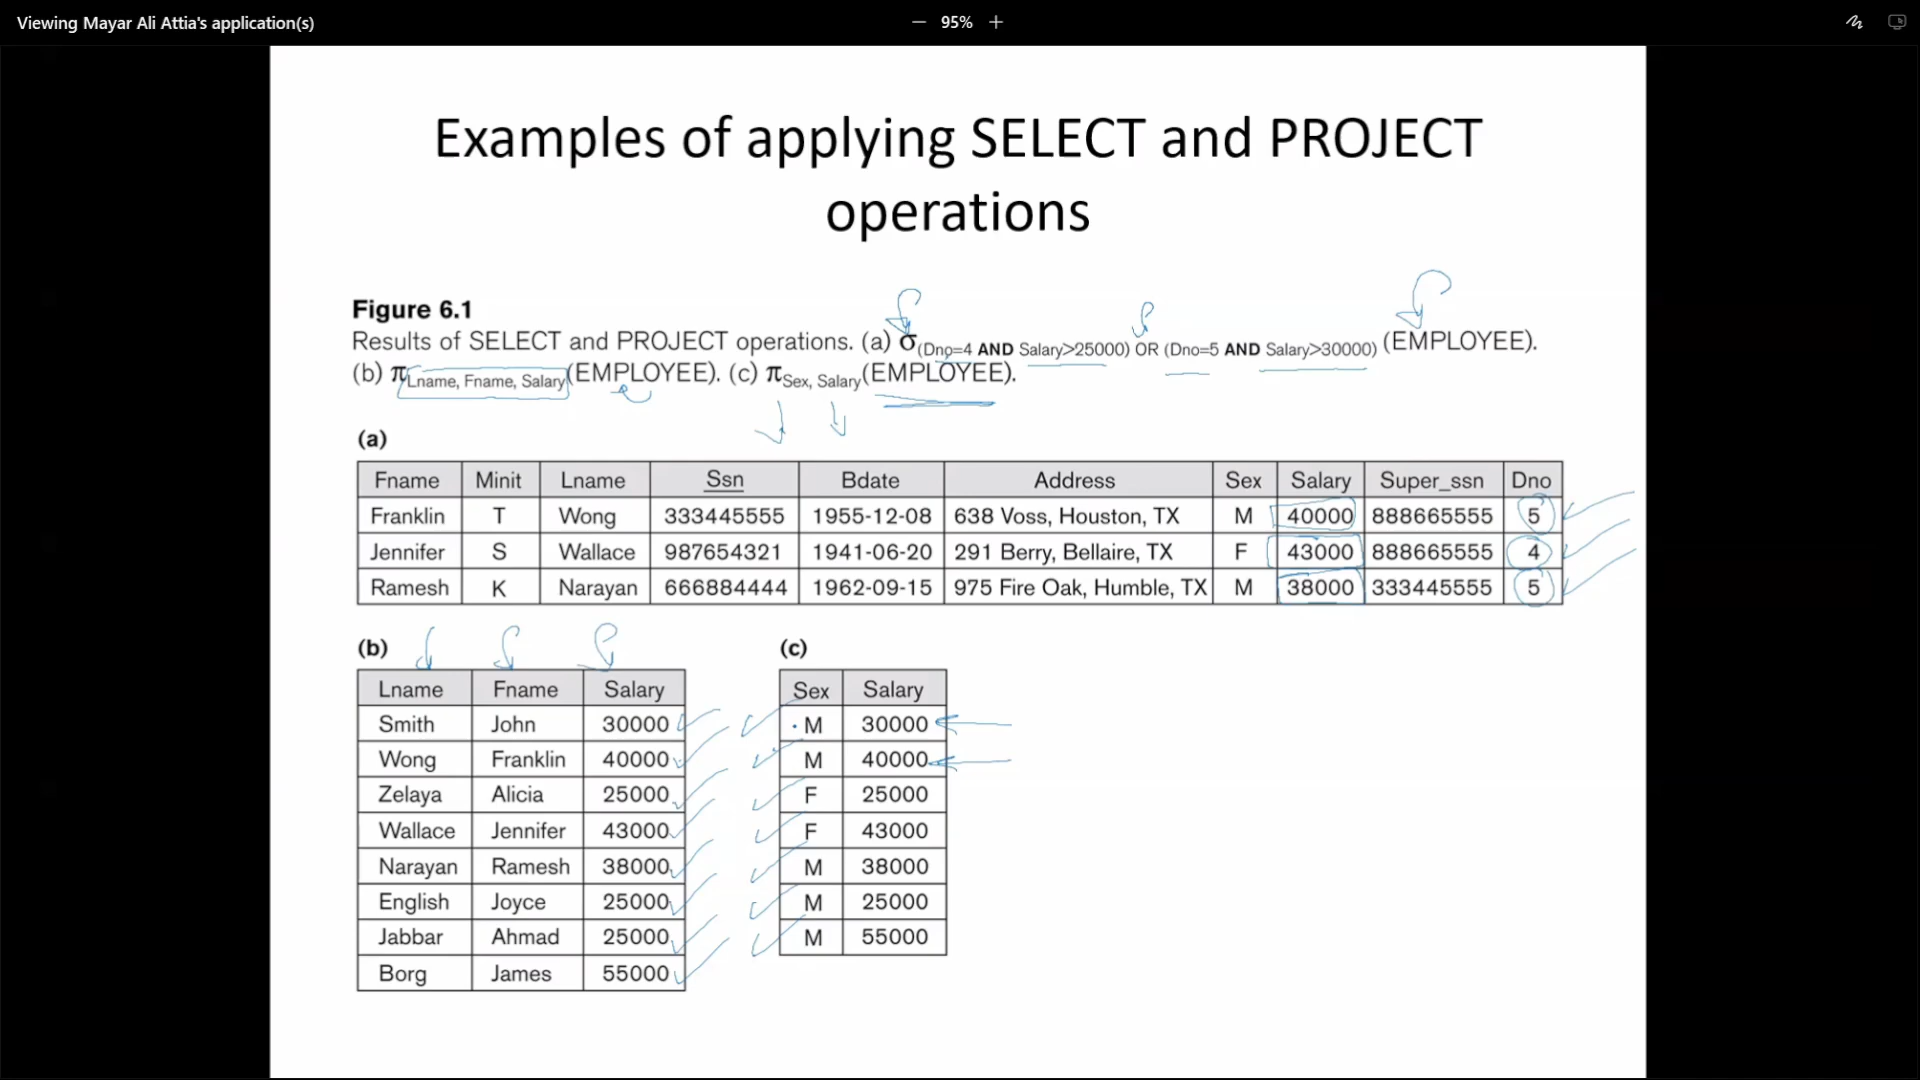 Viewing Mayar Ali Attia's application(s)
— 95% +
Examples of applying SELECT and PROJECT
operations
Figure 6.1
Results of SELECT and PROJECT operations. (a) σ(Dno=4 AND Salary>25000) OR (Dno=5 AND Salary>30000) (EMPLOYEE).
(b) πLname, Fname, Salary(EMPLOYEE). (c) πSex, Salary(EMPLOYEE).
(a)
Fname Minit Lname Ssn Bdate Address Sex Salary Super_ssn Dno
Franklin T Wong 333445555 1955-12-08 638 Voss, Houston, TX M 40000 888665555 5
Jennifer S Wallace 987654321 1941-06-20 291 Berry, Bellaire, TX F 43000 888665555 4
Ramesh K Narayan 666884444 1962-09-15 975 Fire Oak, Humble, TX M 38000 333445555 5
(b)
Lname Fname Salary
Smith John 30000
Wong Franklin 40000
Zelaya Alicia 25000
Wallace Jennifer 43000
Narayan Ramesh 38000
English Joyce 25000
Jabbar Ahmad 25000
Borg James 55000
(c)
Sex Salary
M 30000
M 40000
F 25000
F 43000
M 38000
M 25000
M 55000